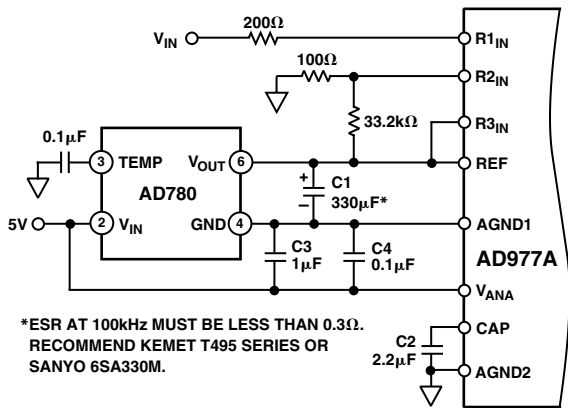 200Ω
V_IN
R1_IN
100Ω
R2_IN
33.2kΩ
R3_IN
0.1μF
3
TEMP
V_OUT
6
REF
AD780
+
C1
–
330μF*
5V
2
V_IN
GND
4
AGND1
C3
1μF
C4
0.1μF
AD977A
V_ANA
*ESR AT 100kHz MUST BE LESS THAN 0.3Ω.
RECOMMEND KEMET T495 SERIES OR
SANYO 6SA330M.
CAP
C2
2.2μF
AGND2